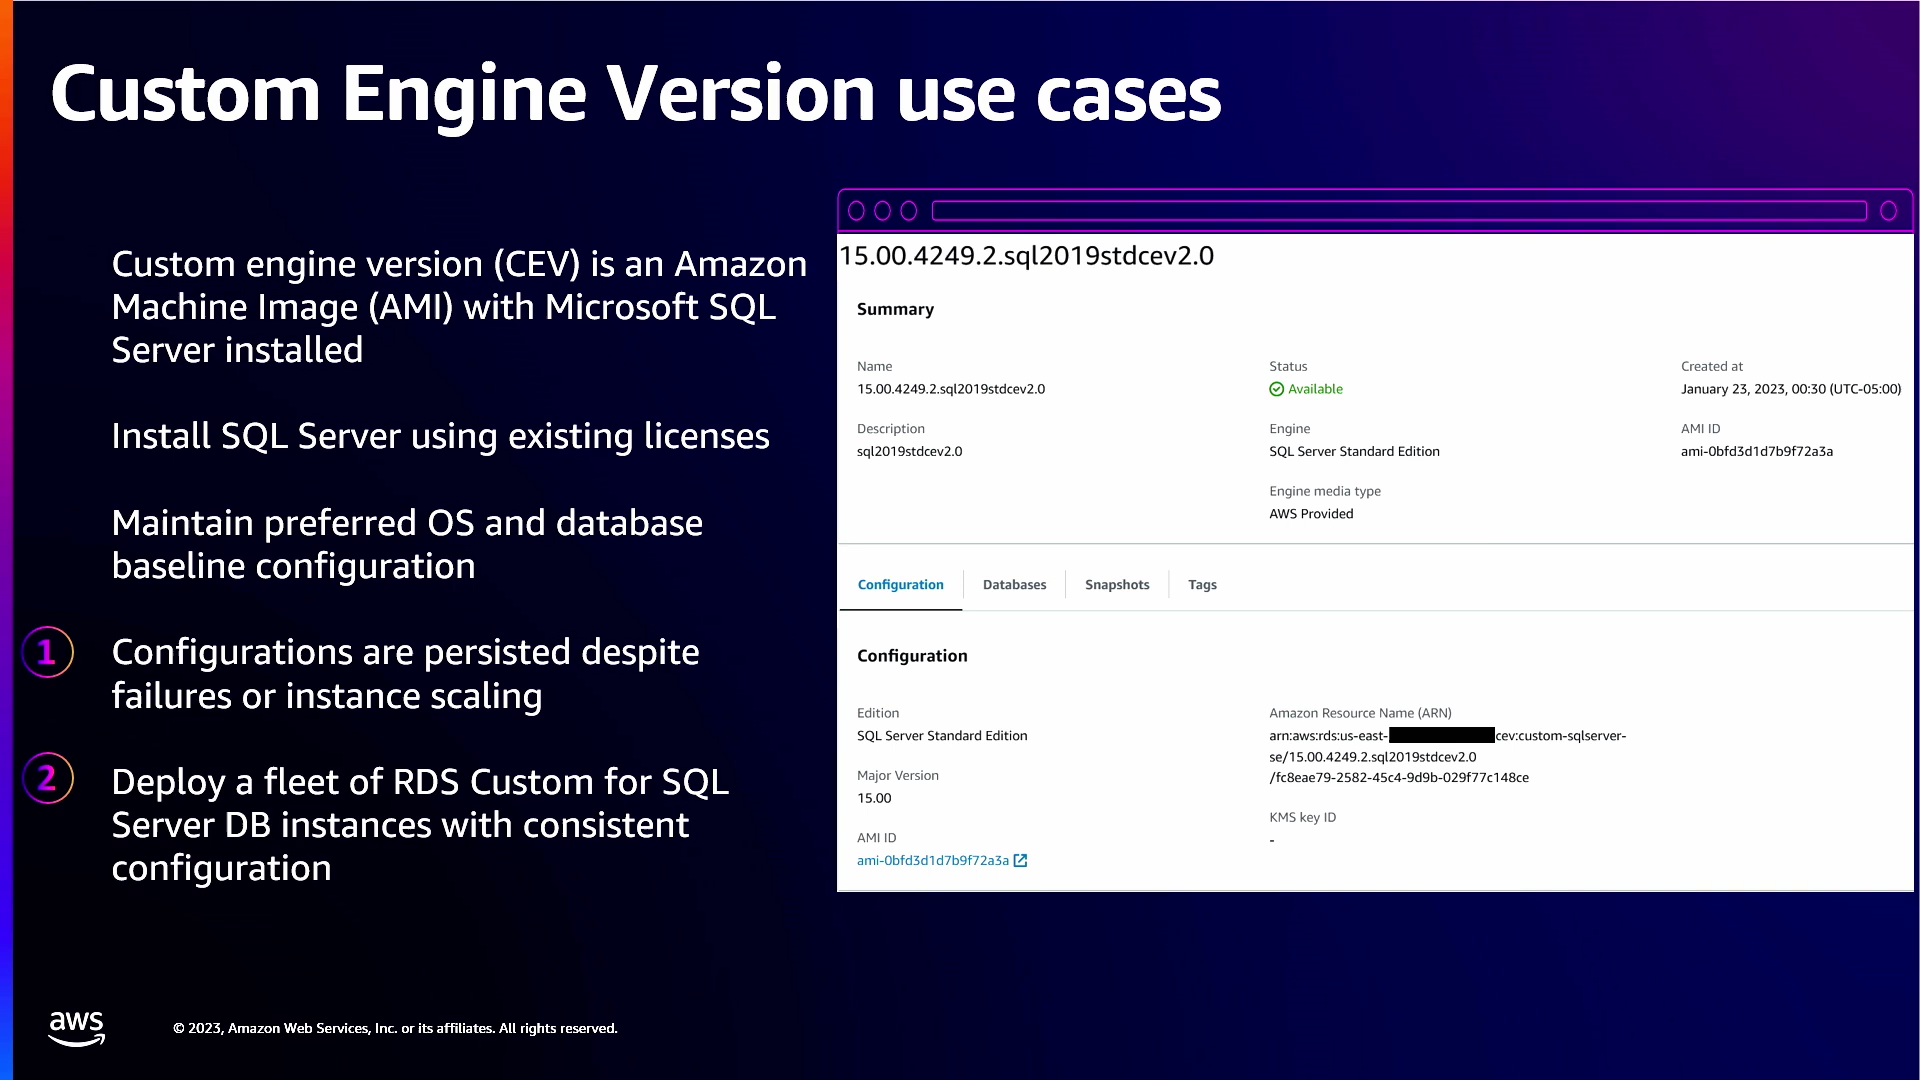 Custom Engine Version use cases
Custom engine version (CEV) is an Amazon
Machine Image (AMI) with Microsoft SQL
Server installed
Install SQL Server using existing licenses
Maintain preferred OS and database
baseline configuration
1 Configurations are persisted despite
failures or instance scaling
2 Deploy a fleet of RDS Custom for SQL
Server DB instances with consistent
configuration
15.00.4249.2.sql2019stdcev2.0
Summary
Name
15.00.4249.2.sql2019stdcev2.0
Description
sql2019stdcev2.0
Status
Available
Engine
SQL Server Standard Edition
Engine media type
AWS Provided
Created at
January 23, 2023, 00:30 (UTC-05:00)
AMI ID
ami-0bfd3d1d7b9f72a3a
Configuration Databases Snapshots Tags
Configuration
Edition
SQL Server Standard Edition
Major Version
15.00
AMI ID
ami-0bfd3d1d7b9f72a3a
Amazon Resource Name (ARN)
arn:aws:rds:us-east- cev:custom-sqlserver-
se/15.00.4249.2.sql2019stdcev2.0
/fc8eae79-2582-45c4-9d9b-029f77c148ce
KMS key ID
-
aws
© 2023, Amazon Web Services, Inc. or its affiliates. All rights reserved.